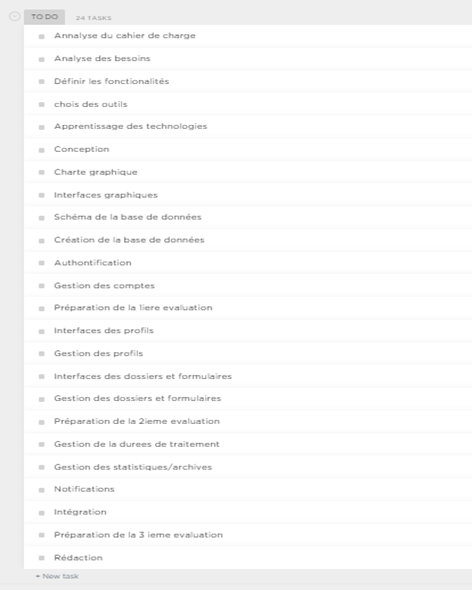 TO DO 24 TASKS
Annalyse du cahier de charge
Analyse des besoins
Définir les fonctionalités
chois des outils
Apprentissage des technologies
Conception
Charte graphique
Interfaces graphiques
Schéma de la base de données
Création de la base de données
Authontification
Gestion des comptes
Préparation de la 1iere evaluation
Interfaces des profils
Gestion des profils
Interfaces des dossiers et formulaires
Gestion des dossiers et formulaires
Préparation de la 2ieme evaluation
Gestion de la durees de traitement
Gestion des statistiques/archives
Notifications
Intégration
Préparation de la 3 ieme evaluation
Rédaction
+ New task